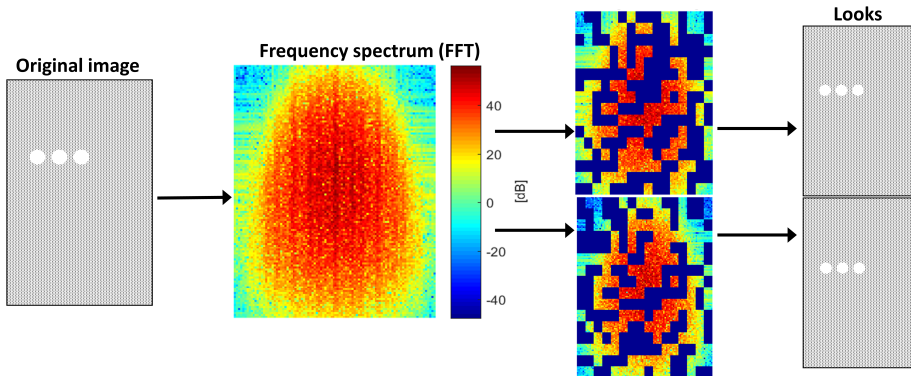 Looks
Frequency spectrum (FFT)
Original image
40
20
0
-20
-40
[dB]